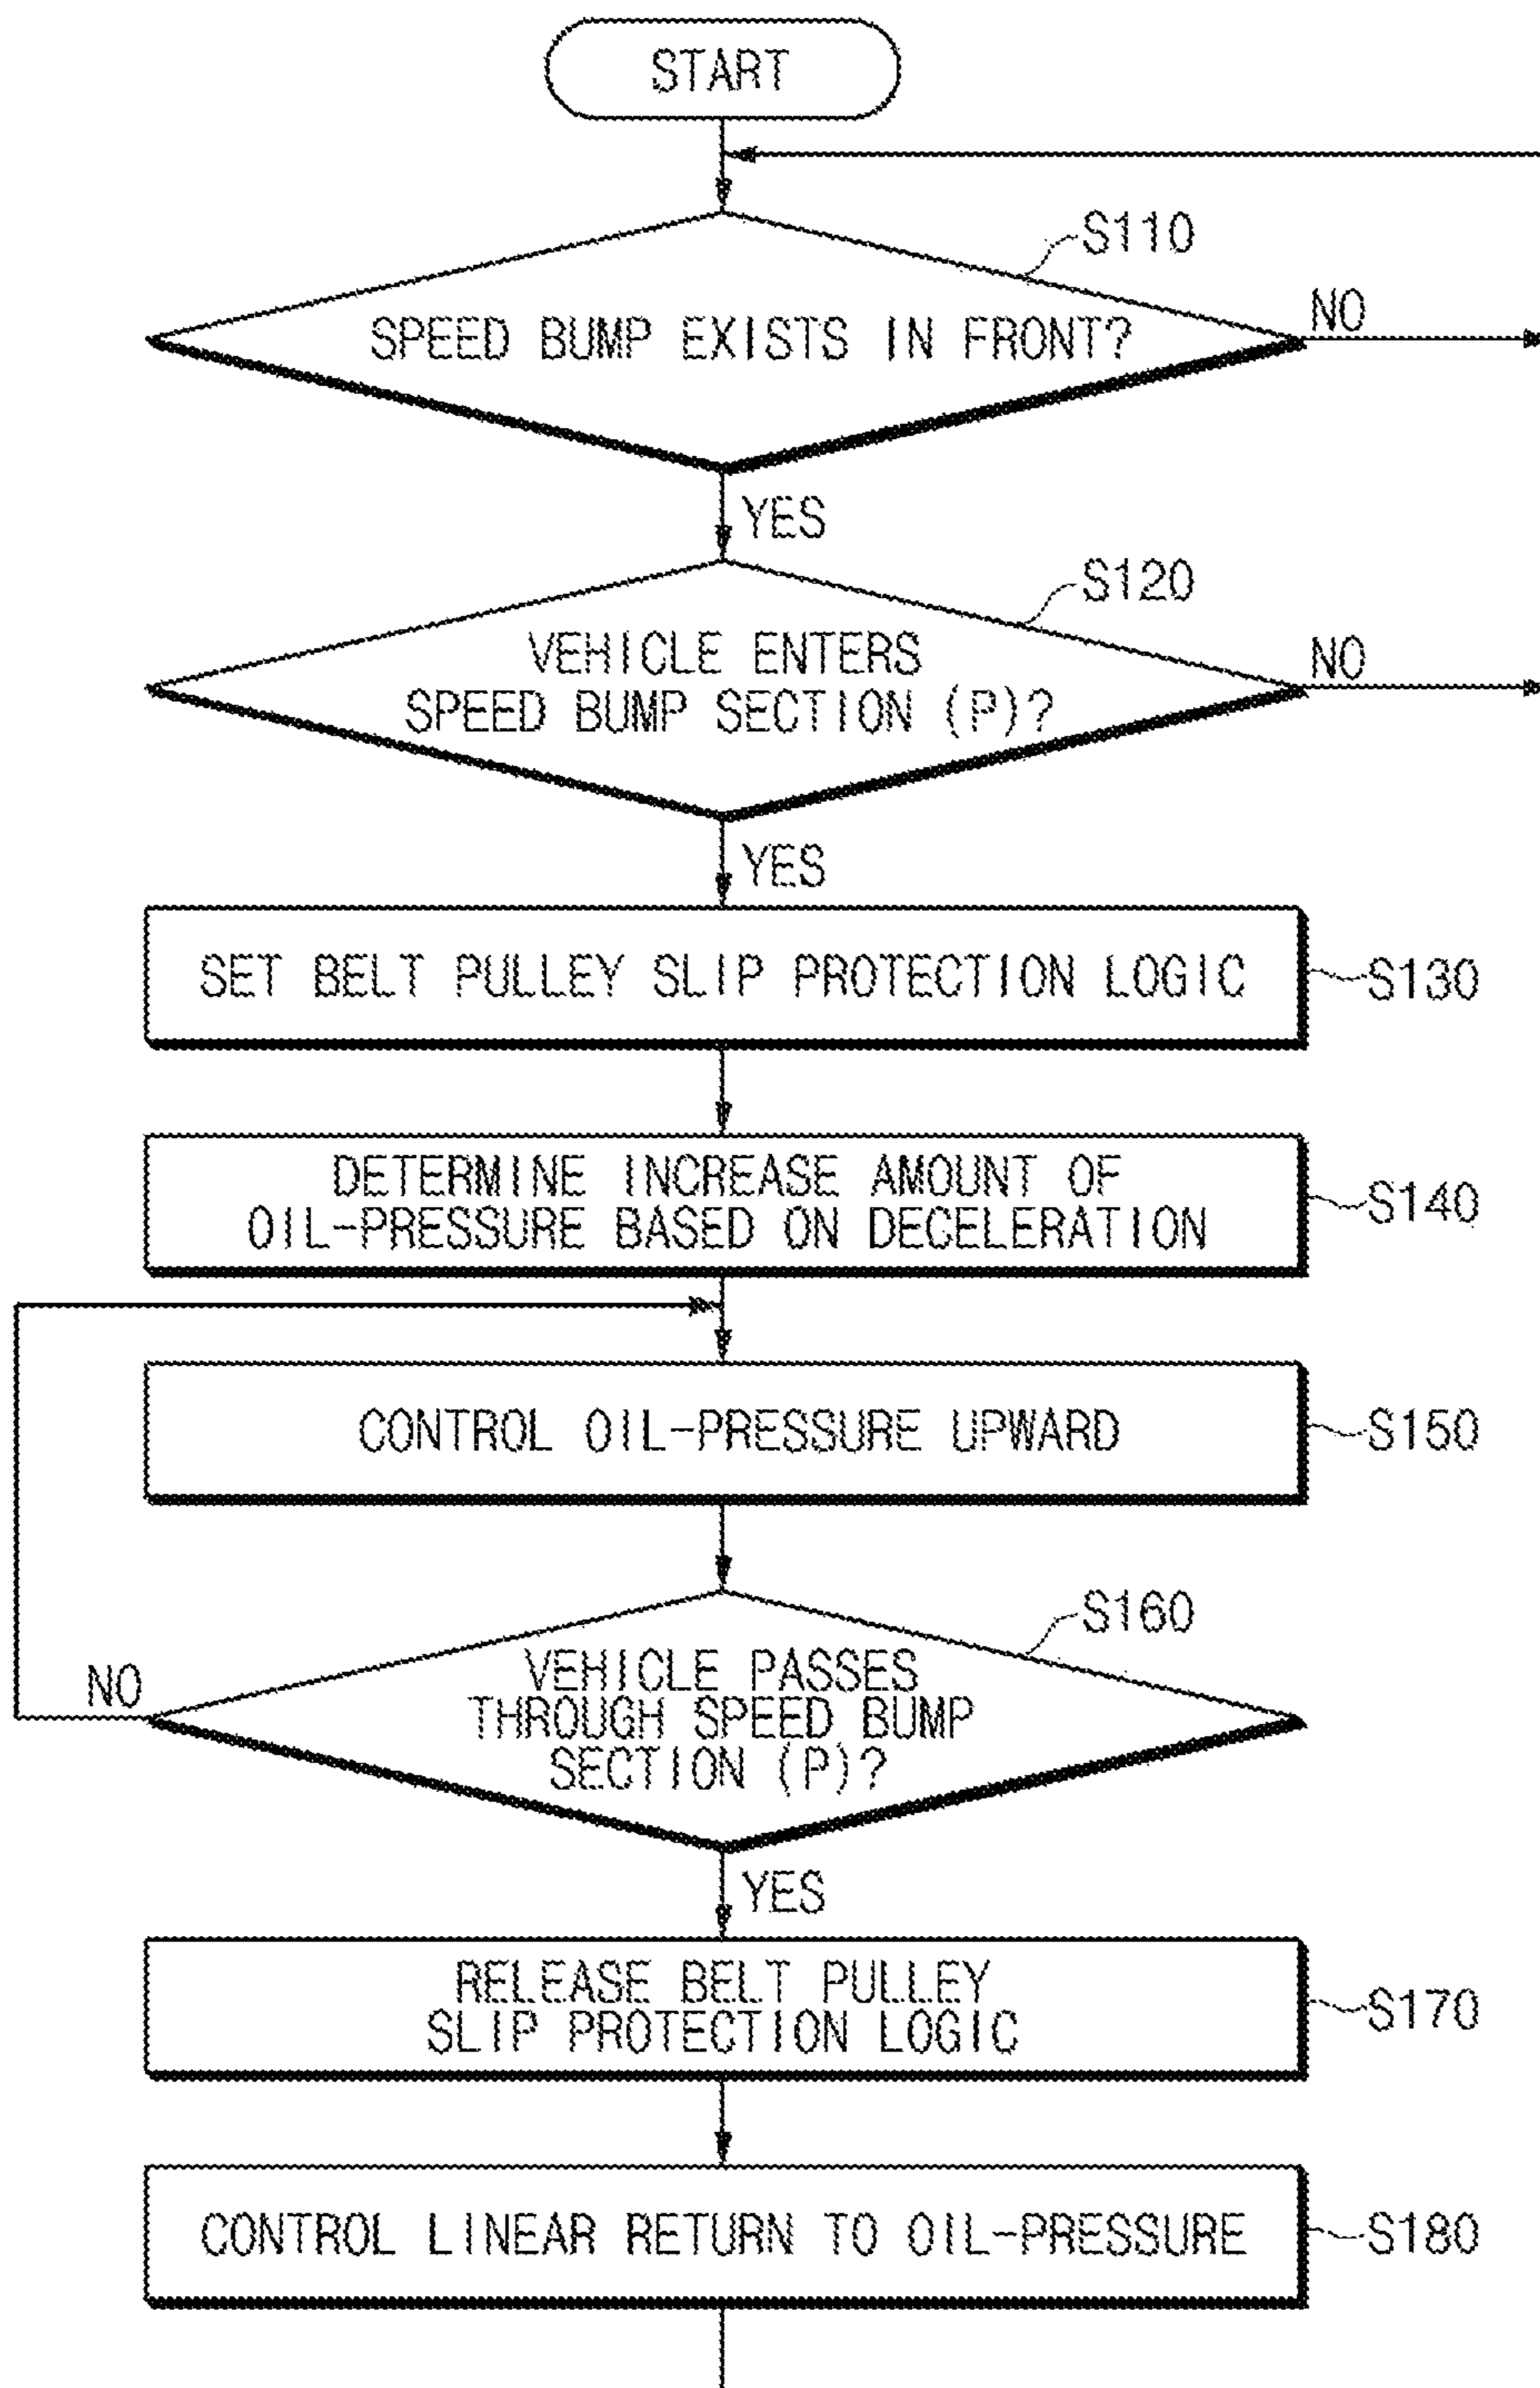 START
S110
SPEED BUMP EXISTS IN FRONT?
NO
YES
S120
VEHICLE ENTERS
SPEED BUMP SECTION (P)?
NO
YES
SET BELT PULLEY SLIP PROTECTION LOGIC
S130
DETERMINE INCREASE AMOUNT OF
OIL-PRESSURE BASED ON DECELERATION
S140
CONTROL OIL-PRESSURE UPWARD
S150
S160
VEHICLE PASSES
THROUGH SPEED BUMP
SECTION (P)?
NO
YES
RELEASE BELT PULLEY
SLIP PROTECTION LOGIC
S170
CONTROL LINEAR RETURN TO OIL-PRESSURE
S180